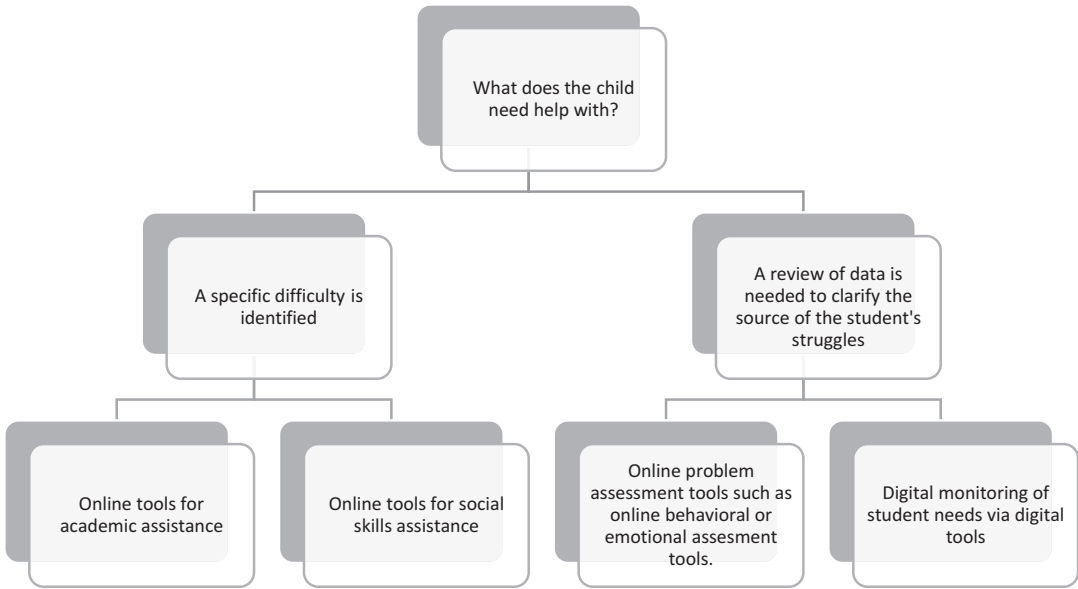 What does the child
need help with?
A specific difficulty is
identified
A review of data is
needed to clarify the
source of the student's
struggles
Online tools for
academic assistance
Online tools for social
skills assistance
Online problem
assessment tools such as
online behavioral or
emotional assesment
tools.
Digital monitoring of
student needs via digital
tools